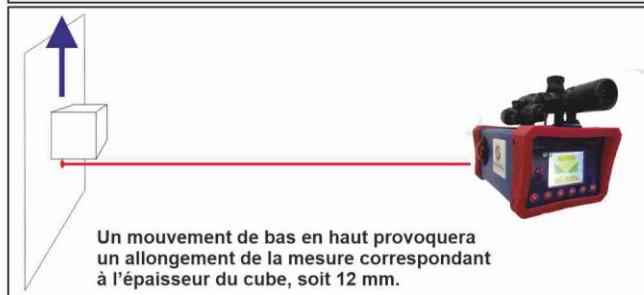 Un mouvement de bas en haut provoquera
un allongement de la mesure correspondant
à l'épaisseur du cube, soit 12 mm.